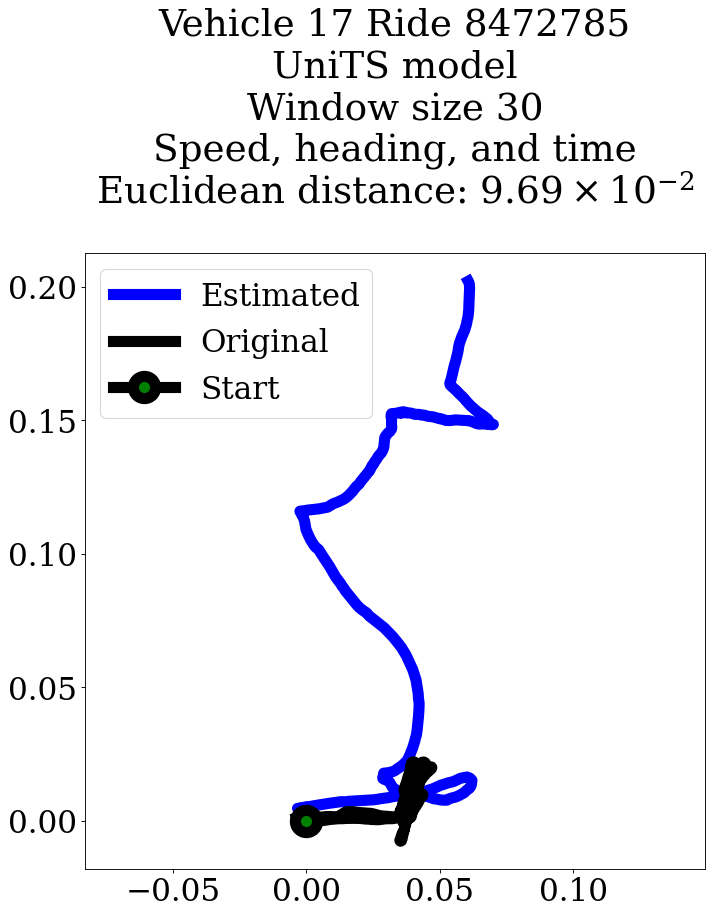 Vehicle 17 Ride 8472785
UniTS model
Window size 30
Speed, heading, and time
Euclidean distance: 9.69 × 10⁻²
Estimated
Original
Start
0.20
0.15
0.10
0.05
0.00
−0.05 0.00 0.05 0.10